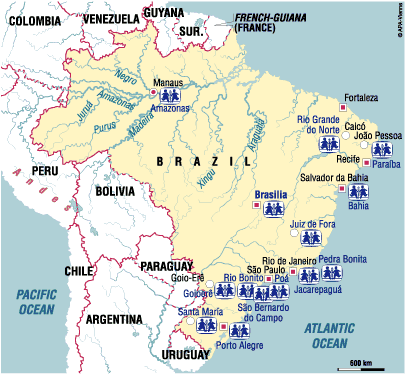 GUYANA
VENEZUELA
COLOMBIA
SUR.
FRENCH-GUIANA
(FRANCE)
© APA-Vienna
Negro
Manaus
Amazonas
Amazonas
Juruá
Purus
Madeira
Araguaia
Xingu
Fortaleza
Rio Grande
do Norte
Caicó
João Pessoa
Recife
Paraíba
BRAZIL
Salvador da Bahia
Bahia
PERU
Andes
BOLIVIA
Brasilia
Juiz de Fora
PARAGUAY
CHILE
Goio-Erê
Goioerê
Rio Bonito
São Paulo
Poá
Rio de Janeiro
Pedra Bonita
Jacarepaguá
São Bernardo
do Campo
PACIFIC
OCEAN
ARGENTINA
Santa Maria
Porto Alegre
ATLANTIC
OCEAN
URUGUAY
600 km